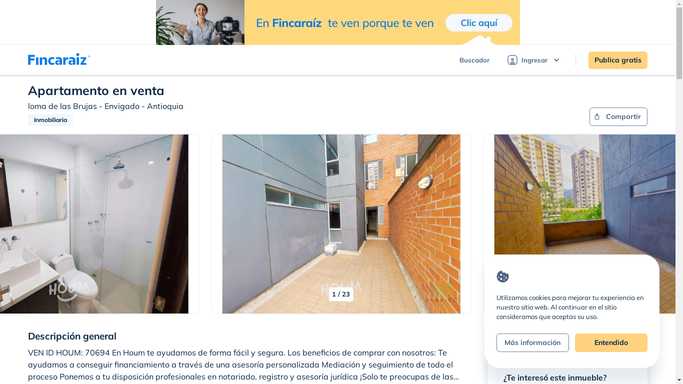 En Fincaraíz te ven porque te ven
Clic aquí
Fincaraiz
Buscador
Ingresar
Publica gratis
Apartamento en venta
loma de las Brujas - Envigado - Antioquia
Inmobiliaria
Compartir
HOUM
HOUM
1 / 23
Utilizamos cookies para mejorar tu experiencia en
nuestro sitio web. Al continuar en el sitio
consideramos que aceptas su uso.
Más información
Entendido
Descripción general
VEN ID HOUM: 70694 En Houm te ayudamos de forma fácil y segura. Los beneficios de comprar con nosotros: Te
ayudamos a conseguir financiamiento a través de una asesoría personalizada Mediación y seguimiento de todo el
proceso Ponemos a tu disposición profesionales en notariado, registro y asesoría jurídica ¡Solo te preocupas de las...
¿Te interesó este inmueble?